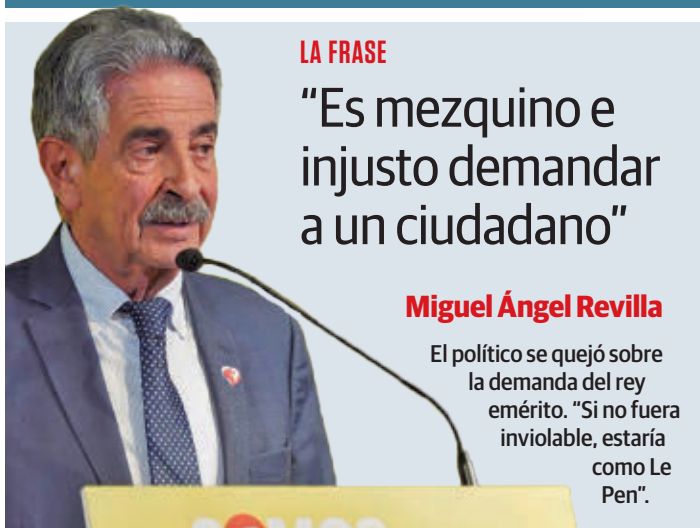 LA FRASE
“Es mezquino e
injusto demandar
a un ciudadano”
Miguel Ángel Revilla
El político se quejó sobre
la demanda del rey
emérito. “Si no fuera
inviolable, estaría
como Le
Pen”.